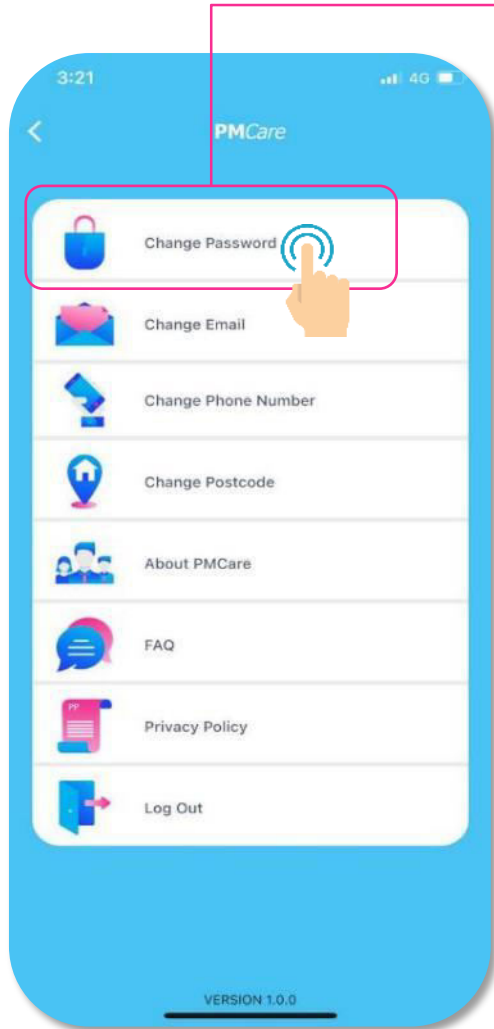 3:21
4G
PMCare
Change Password
Change Email
Change Phone Number
Change Postcode
About PMCare
FAQ
PP
Privacy Policy
Log Out
VERSION 1.0.0